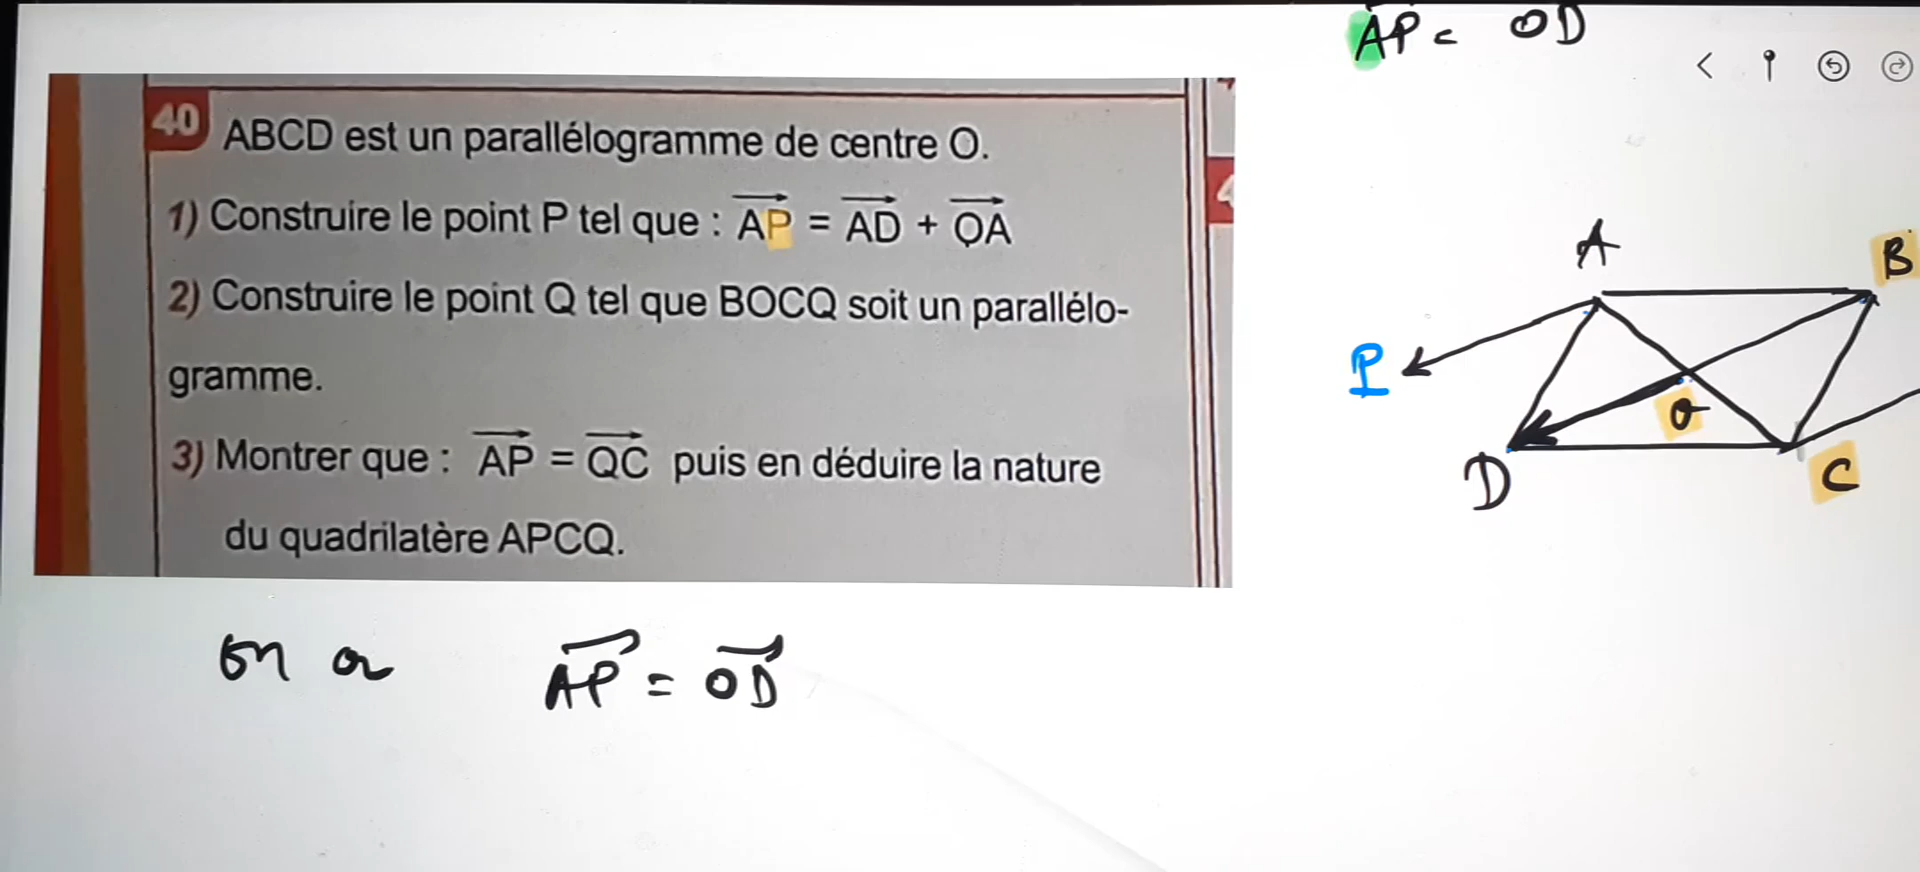 AP = OD
40 ABCD est un parallélogramme de centre O.
1) Construire le point P tel que : AP = AD + OA
2) Construire le point Q tel que BOCQ soit un parallélo-
gramme.
3) Montrer que : AP = QC puis en déduire la nature
du quadrilatère APCQ.
A
B
P
O
D
C
on a AP = OD